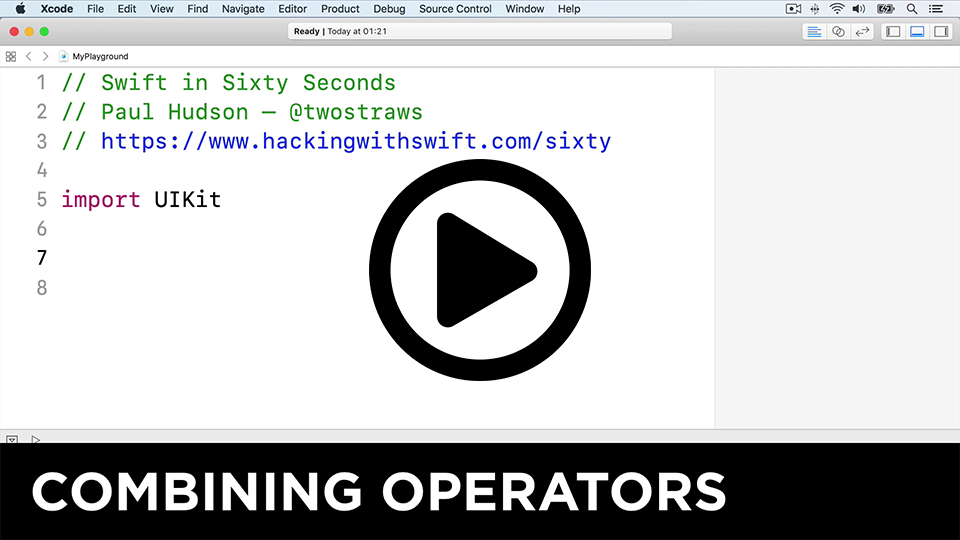 Xcode File Edit View Find Navigate Editor Product Debug Source Control Window Help
Ready | Today at 01:21
MyPlayground
1 // Swift in Sixty Seconds
2 // Paul Hudson — @twostraws
3 // https://www.hackingwithswift.com/sixty
4
5 import UIKit
6
7
8
COMBINING OPERATORS